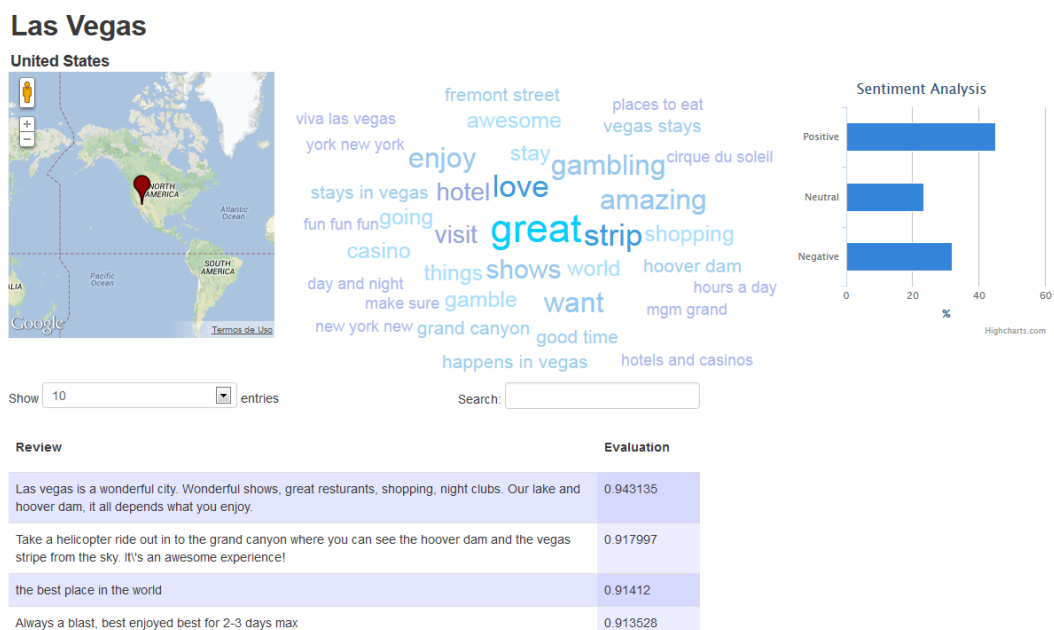 Las Vegas
United States
+
−
NORTH
AMERICA
Atlantic
Ocean
SOUTH
AMERICA
Pacific
Ocean
ALIA
Google
Termos de Uso
fremont street
places to eat
viva las vegas
awesome
vegas stays
york new york
enjoy
stay
gambling
cirque du soleil
stays in vegas
hotel
love
amazing
fun fun fun
going
visit
great
strip
shopping
casino
things
shows
world
hoover dam
day and night
hours a day
make sure
gamble
want
mgm grand
new york new
grand canyon
good time
happens in vegas
hotels and casinos
Sentiment Analysis
Positive
Neutral
Negative
0 20 40 60
%
Highcharts.com
Show 10 entries
Search:
Review Evaluation
Las vegas is a wonderful city. Wonderful shows, great resturants, shopping, night clubs. Our lake and 0.943135
hoover dam, it all depends what you enjoy.
Take a helicopter ride out in to the grand canyon where you can see the hoover dam and the vegas 0.917997
stripe from the sky. It\'s an awesome experience!
the best place in the world 0.91412
Always a blast, best enjoyed best for 2-3 days max 0.913528